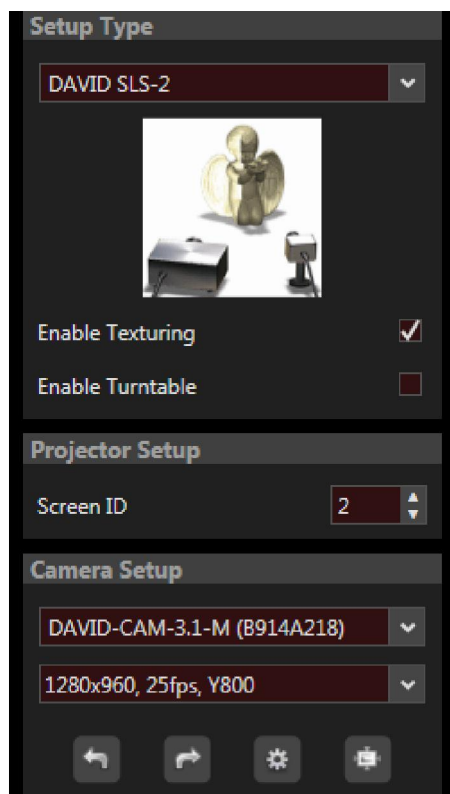 Setup Type
DAVID SLS-2
Enable Texturing
Enable Turntable
Projector Setup
Screen ID 2
Camera Setup
DAVID-CAM-3.1-M (B914A218)
1280x960, 25fps, Y800